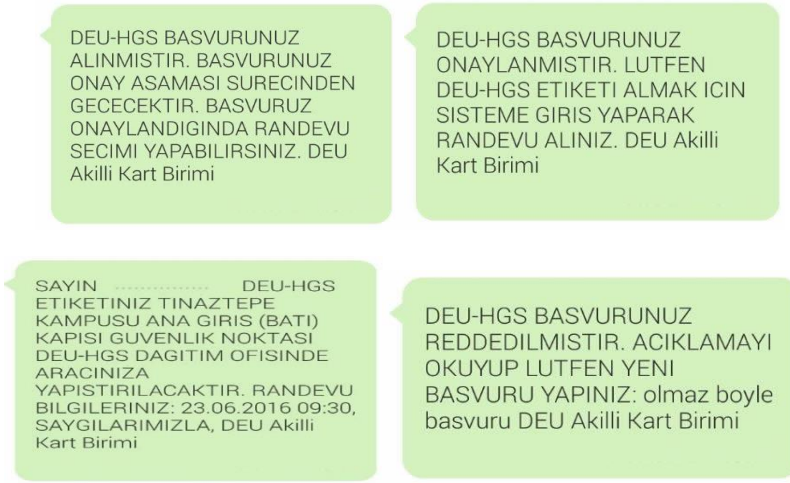 DEU-HGS BASVURUNUZ
ALINMISTIR. BASVURUNUZ
ONAY ASAMASI SURECINDEN
GECECEKTIR. BASVURUZ
ONAYLANDIGINDA RANDEVU
SECIMI YAPABILIRSINIZ. DEU
Akilli Kart Birimi
DEU-HGS BASVURUNUZ
ONAYLANMISTIR. LUTFEN
DEU-HGS ETIKETI ALMAK ICIN
SISTEME GIRIS YAPARAK
RANDEVU ALINIZ. DEU Akilli
Kart Birimi
SAYIN ............... DEU-HGS
ETIKETINIZ TINAZTEPE
KAMPUSU ANA GIRIS (BATI)
KAPISI GUVENLIK NOKTASI
DEU-HGS DAGITIM OFISINDE
ARACINIZA
YAPISTIRILACAKTIR. RANDEVU
BILGILERINIZ: 23.06.2016 09:30,
SAYGILARIMIZLA, DEU Akilli
Kart Birimi
DEU-HGS BASVURUNUZ
REDDEDILMISTIR. ACIKLAMAYI
OKUYUP LUTFEN YENI
BASVURU YAPINIZ: olmaz boyle
basvuru DEU Akilli Kart Birimi